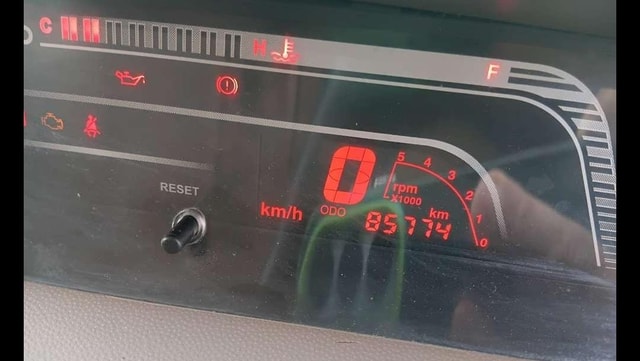 C
H
F
RESET
0
km/h
ODO
85774 km
5 4 3 2 1 0
rpm
X1000